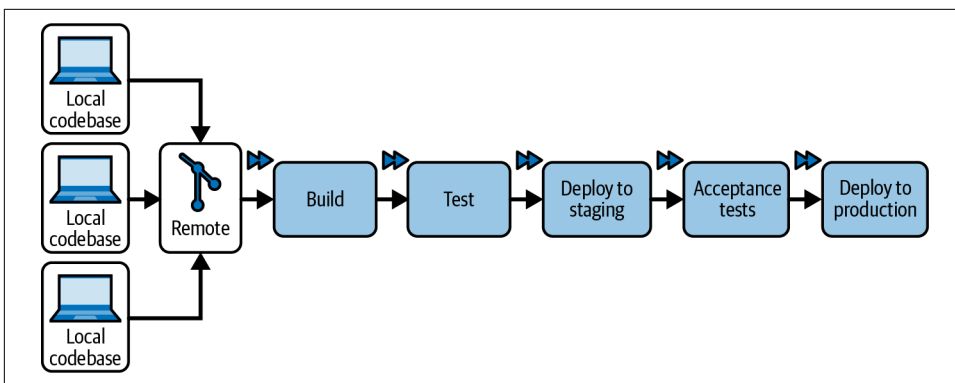 Local
codebase
Local
codebase
Local
codebase
Remote
Build
Test
Deploy to
staging
Acceptance
tests
Deploy to
production